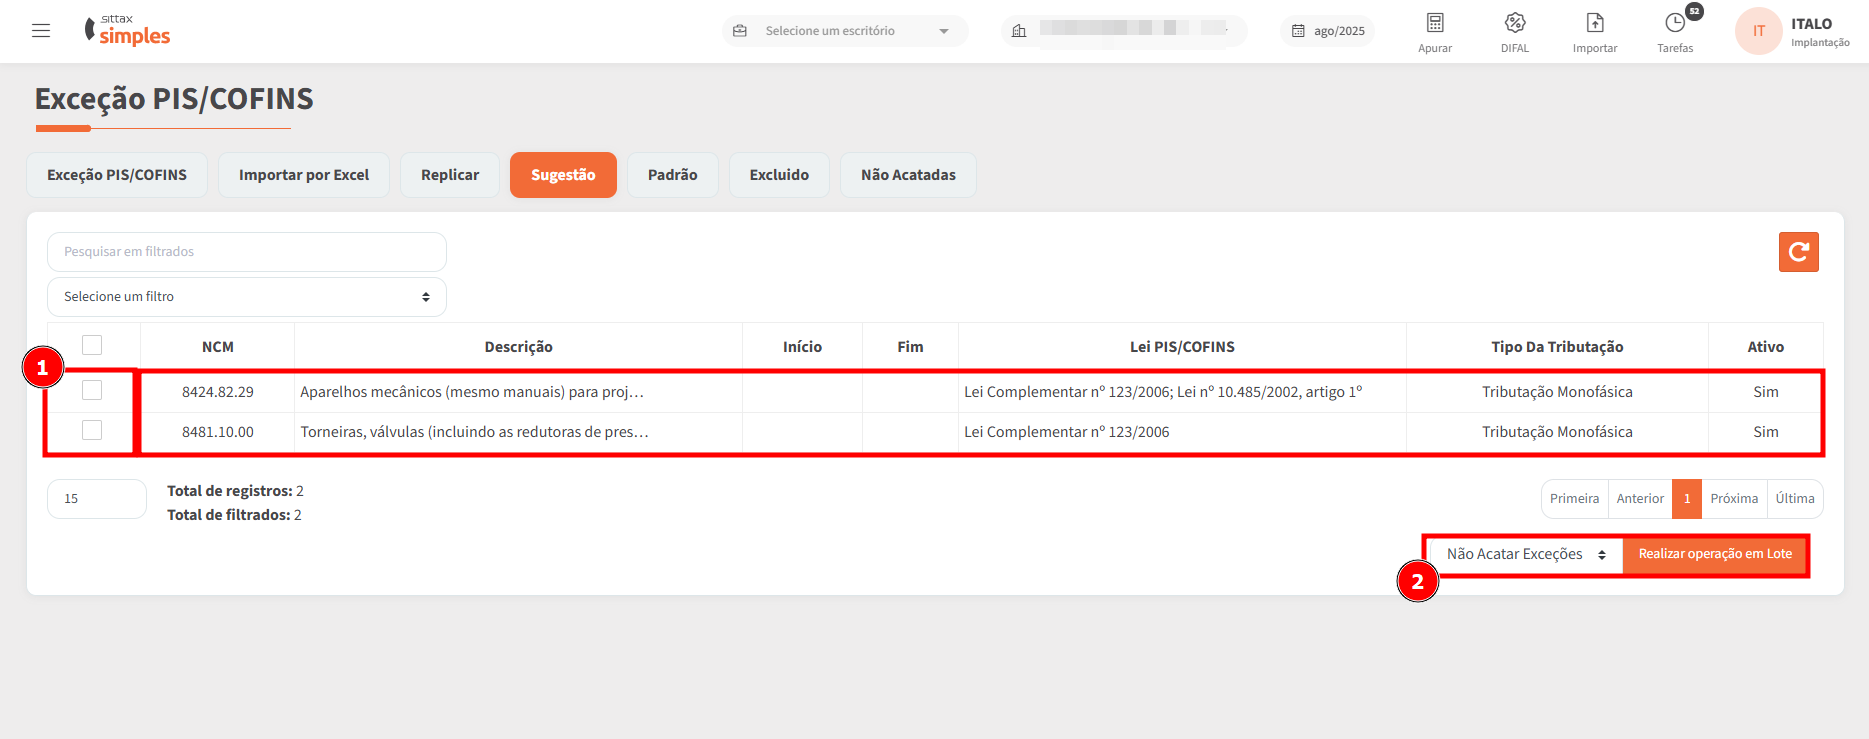 sittax
simples
Selecione um escritório
ago/2025
Apurar
DIFAL
Importar
52
Tarefas
IT
ITALO
Implantação
Exceção PIS/COFINS
Exceção PIS/COFINS
Importar por Excel
Replicar
Sugestão
Padrão
Excluido
Não Acatadas
Pesquisar em filtrados
Selecione um filtro
NCM Descrição Início Fim Lei PIS/COFINS Tipo Da Tributação Ativo
1
8424.82.29 Aparelhos mecânicos (mesmo manuais) para proj... Lei Complementar nº 123/2006; Lei nº 10.485/2002, artigo 1º Tributação Monofásica Sim
8481.10.00 Torneiras, válvulas (incluindo as redutoras de pres... Lei Complementar nº 123/2006 Tributação Monofásica Sim
15
Total de registros: 2
Total de filtrados: 2
Primeira Anterior 1 Próxima Última
Não Acatar Exceções
Realizar operação em Lote
2